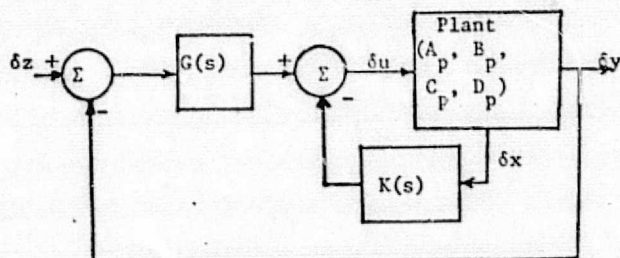 Plant
(A_p, B_p,
C_p, D_p)
δz + Σ - G(s) + Σ - δu δy
δx
K(s)